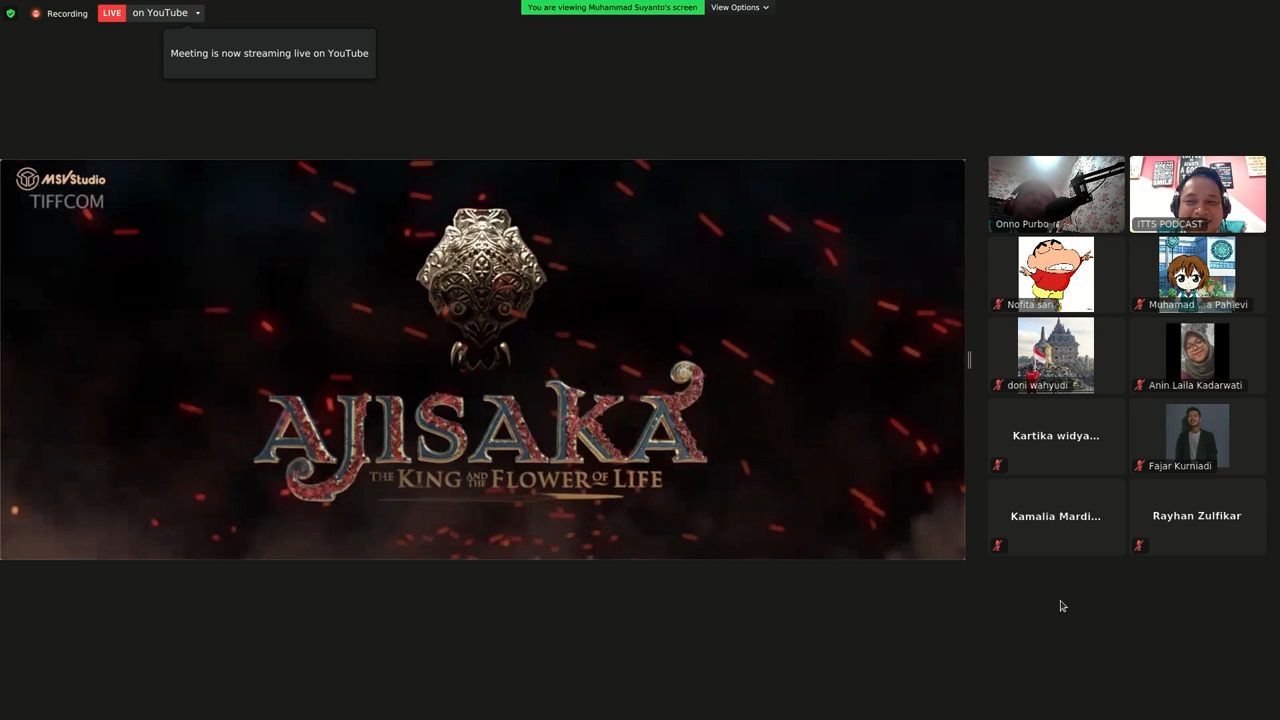 Recording
LIVE on YouTube
You are viewing Muhammad Suyanto's screen
View Options
Meeting is now streaming live on YouTube
MSV Studio
TIFFCOM
AJISAKA
THE KING AND THE FLOWER OF LIFE
Onno Purbo
ITTS PODCAST
Nofita sari
Muhamad ...a Pahlevi
doni wahyudi
Anin Laila Kadarwati
Kartika widya...
Fajar Kurniadi
Kamalia Mardi...
Rayhan Zulfikar